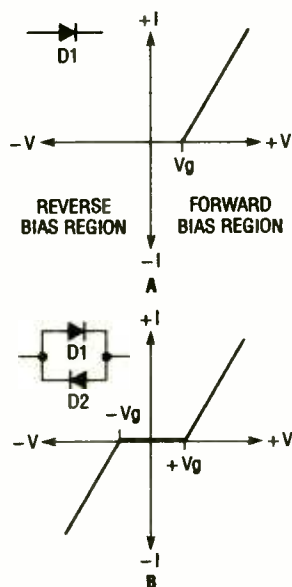 +I
D1
-V
+V
Vg
REVERSE
BIAS REGION
FORWARD
BIAS REGION
-I
A
+I
D1
D2
-Vg
-V
+V
+Vg
-I
B